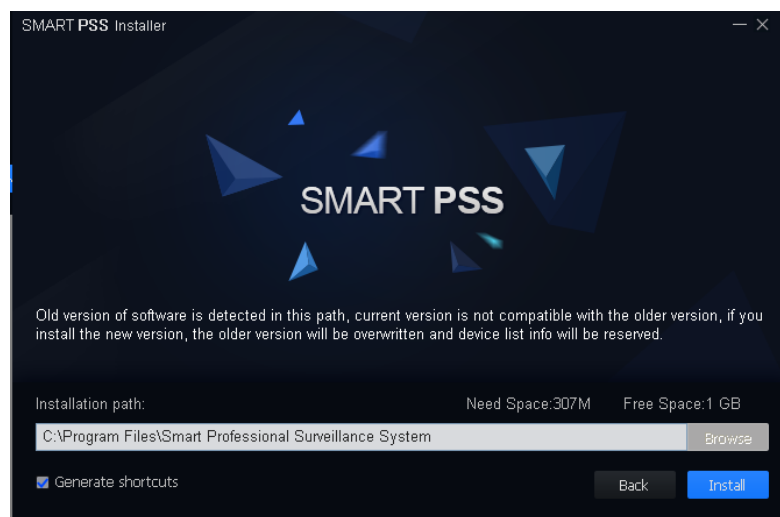 SMART PSS Installer
SMART PSS
Old version of software is detected in this path, current version is not compatible with the older version, if you
install the new version, the older version will be overwritten and device list info will be reserved.
Installation path: Need Space:307M Free Space:1 GB
C:\Program Files\Smart Professional Surveillance System Browse
Generate shortcuts Back Install